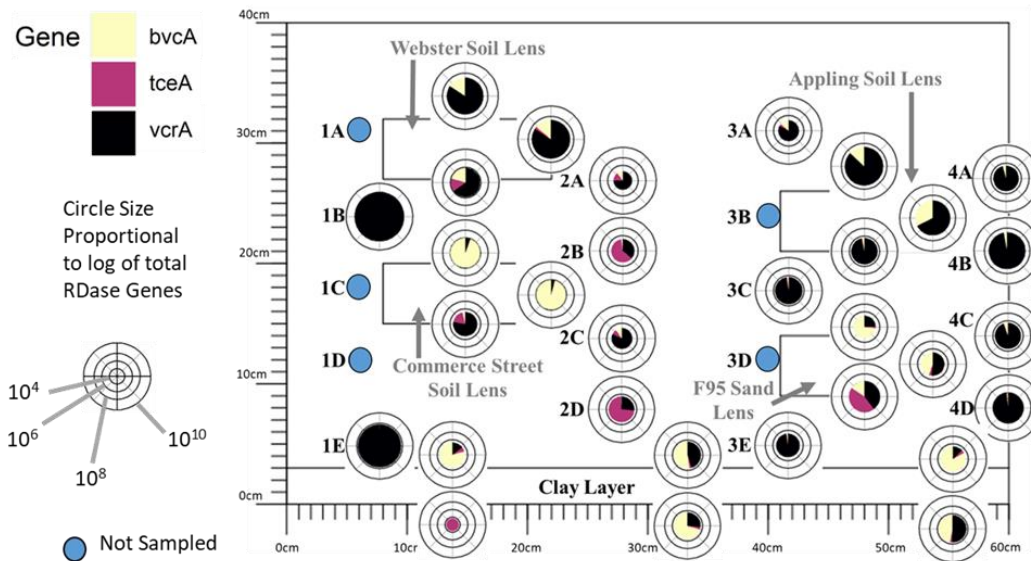 Gene
bvcA
tceA
vcrA
Circle Size
Proportional
to log of total
RDase Genes
10^4
10^6
10^8
10^10
Not Sampled
40cm
30cm
20cm
10cm
0cm
Webster Soil Lens
Appling Soil Lens
1A
1B
1C
1D
1E
2A
2B
2C
2D
3A
3B
3C
3D
3E
4A
4B
4C
4D
Commerce Street
Soil Lens
F95 Sand
Lens
Clay Layer
0cm
10cm
20cm
30cm
40cm
50cm
60cm